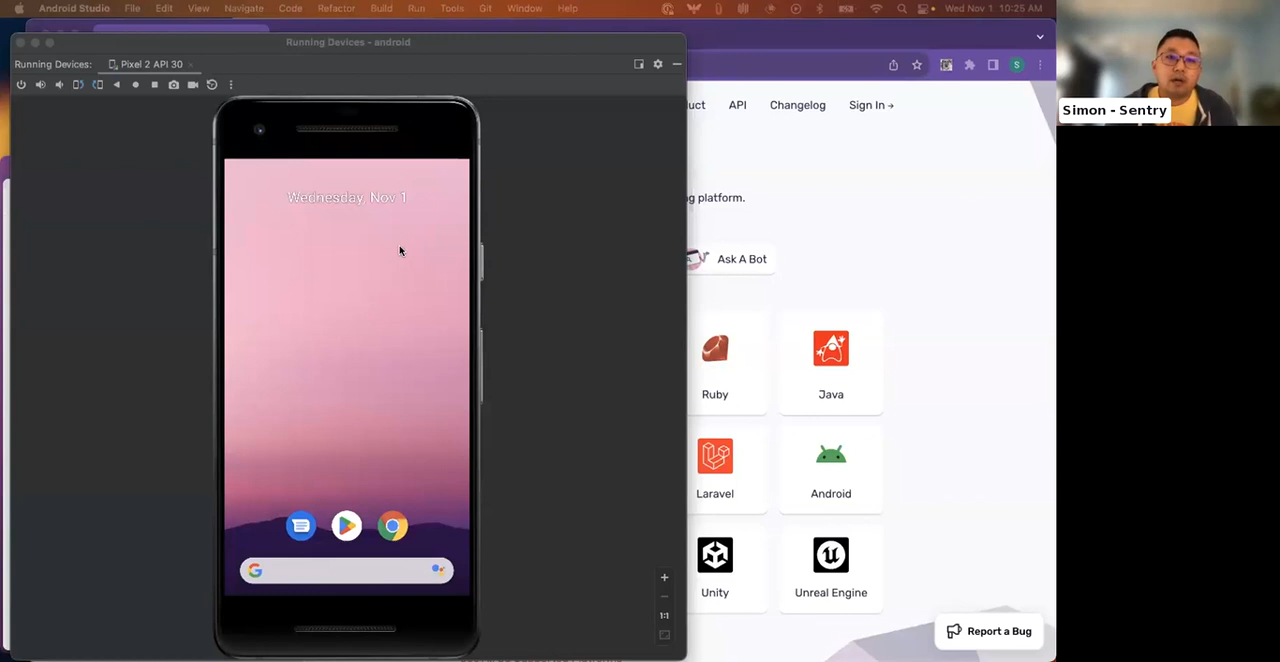 Android Studio File Edit View Navigate Code Refactor Build Run Tools Git Window Help Wed Nov 1 10:25 AM
Running Devices - android
Running Devices: Pixel 2 API 30
Wednesday, Nov 1
1:1
API Changelog Sign In →
platform.
Ask A Bot
Ruby
Java
Laravel
Android
Unity
Unreal Engine
Report a Bug
S
Simon - Sentry